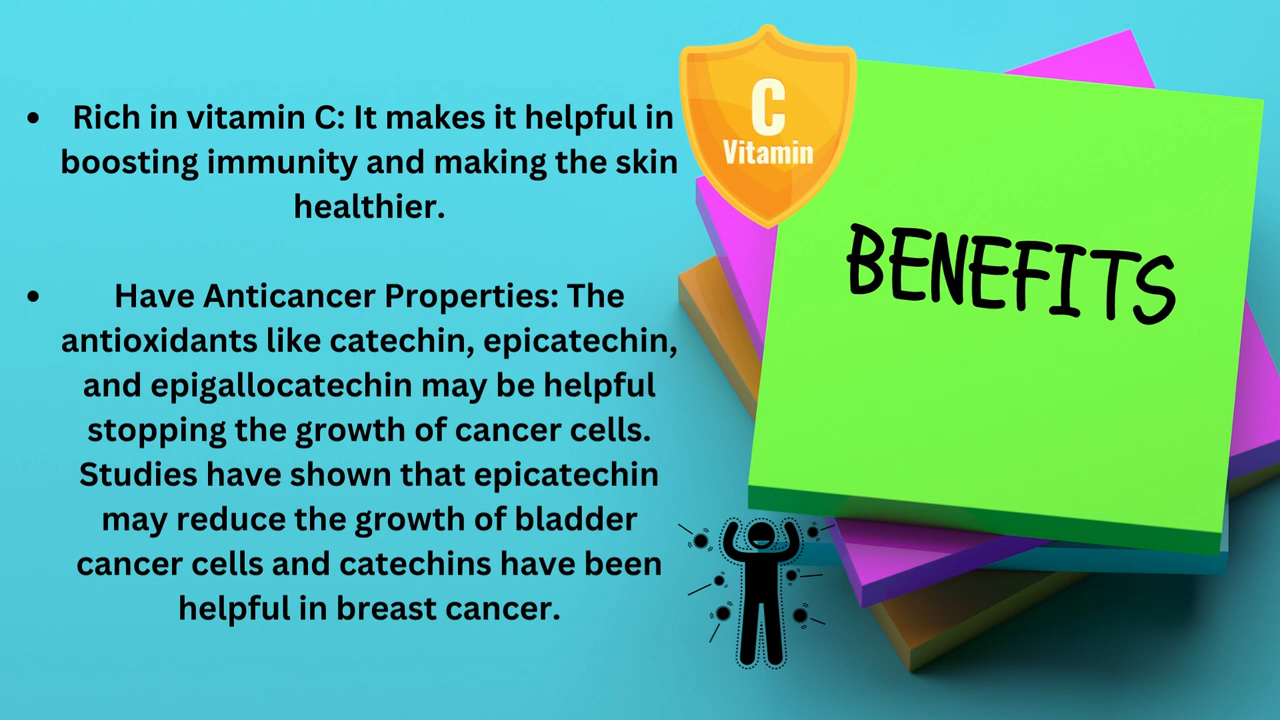 • Rich in vitamin C: It makes it helpful in
boosting immunity and making the skin
healthier.
• Have Anticancer Properties: The
antioxidants like catechin, epicatechin,
and epigallocatechin may be helpful
stopping the growth of cancer cells.
Studies have shown that epicatechin
may reduce the growth of bladder
cancer cells and catechins have been
helpful in breast cancer.
C
Vitamin
BENEFITS